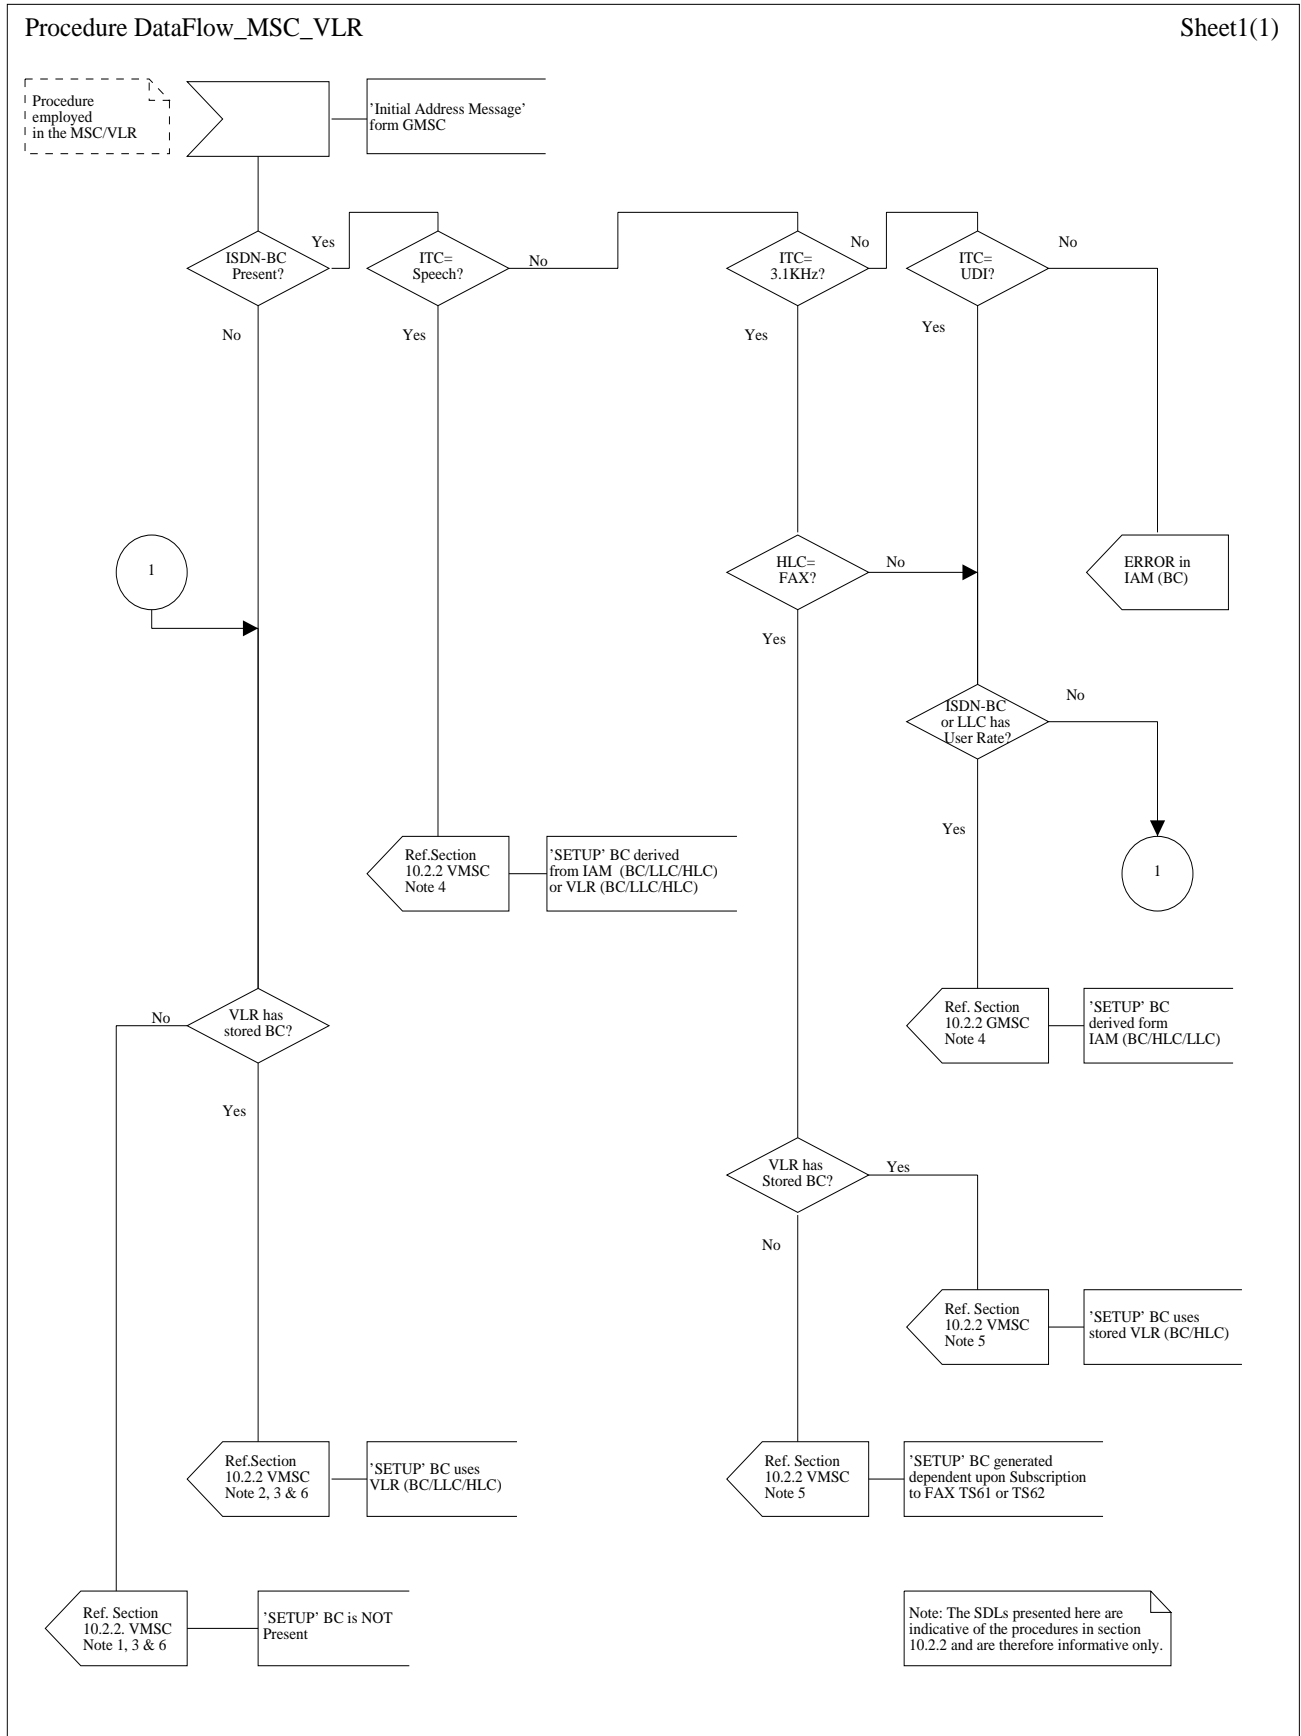 Procedure DataFlow_MSC_VLR
Sheet1(1)
Procedure
employed
in the MSC/VLR
'Initial Address Message'
form GMSC
ISDN-BC
Present?
Yes
No
ITC=
Speech?
No
Yes
ITC=
3.1KHz?
No
Yes
ITC=
UDI?
No
Yes
1
HLC=
FAX?
No
Yes
ERROR in
IAM (BC)
ISDN-BC
or LLC has
User Rate?
No
Yes
Ref.Section
10.2.2 VMSC
Note 4
'SETUP' BC derived
from IAM (BC/LLC/HLC)
or VLR (BC/LLC/HLC)
1
VLR has
stored BC?
No
Yes
Ref. Section
10.2.2 GMSC
Note 4
'SETUP' BC
derived form
IAM (BC/HLC/LLC)
VLR has
Stored BC?
Yes
No
Ref. Section
10.2.2 VMSC
Note 5
'SETUP' BC uses
stored VLR (BC/HLC)
Ref.Section
10.2.2 VMSC
Note 2, 3 & 6
'SETUP' BC uses
VLR (BC/LLC/HLC)
Ref. Section
10.2.2 VMSC
Note 5
'SETUP' BC generated
dependent upon Subscription
to FAX TS61 or TS62
Ref. Section
10.2.2. VMSC
Note 1, 3 & 6
'SETUP' BC is NOT
Present
Note: The SDLs presented here are
indicative of the procedures in section
10.2.2 and are therefore informative only.